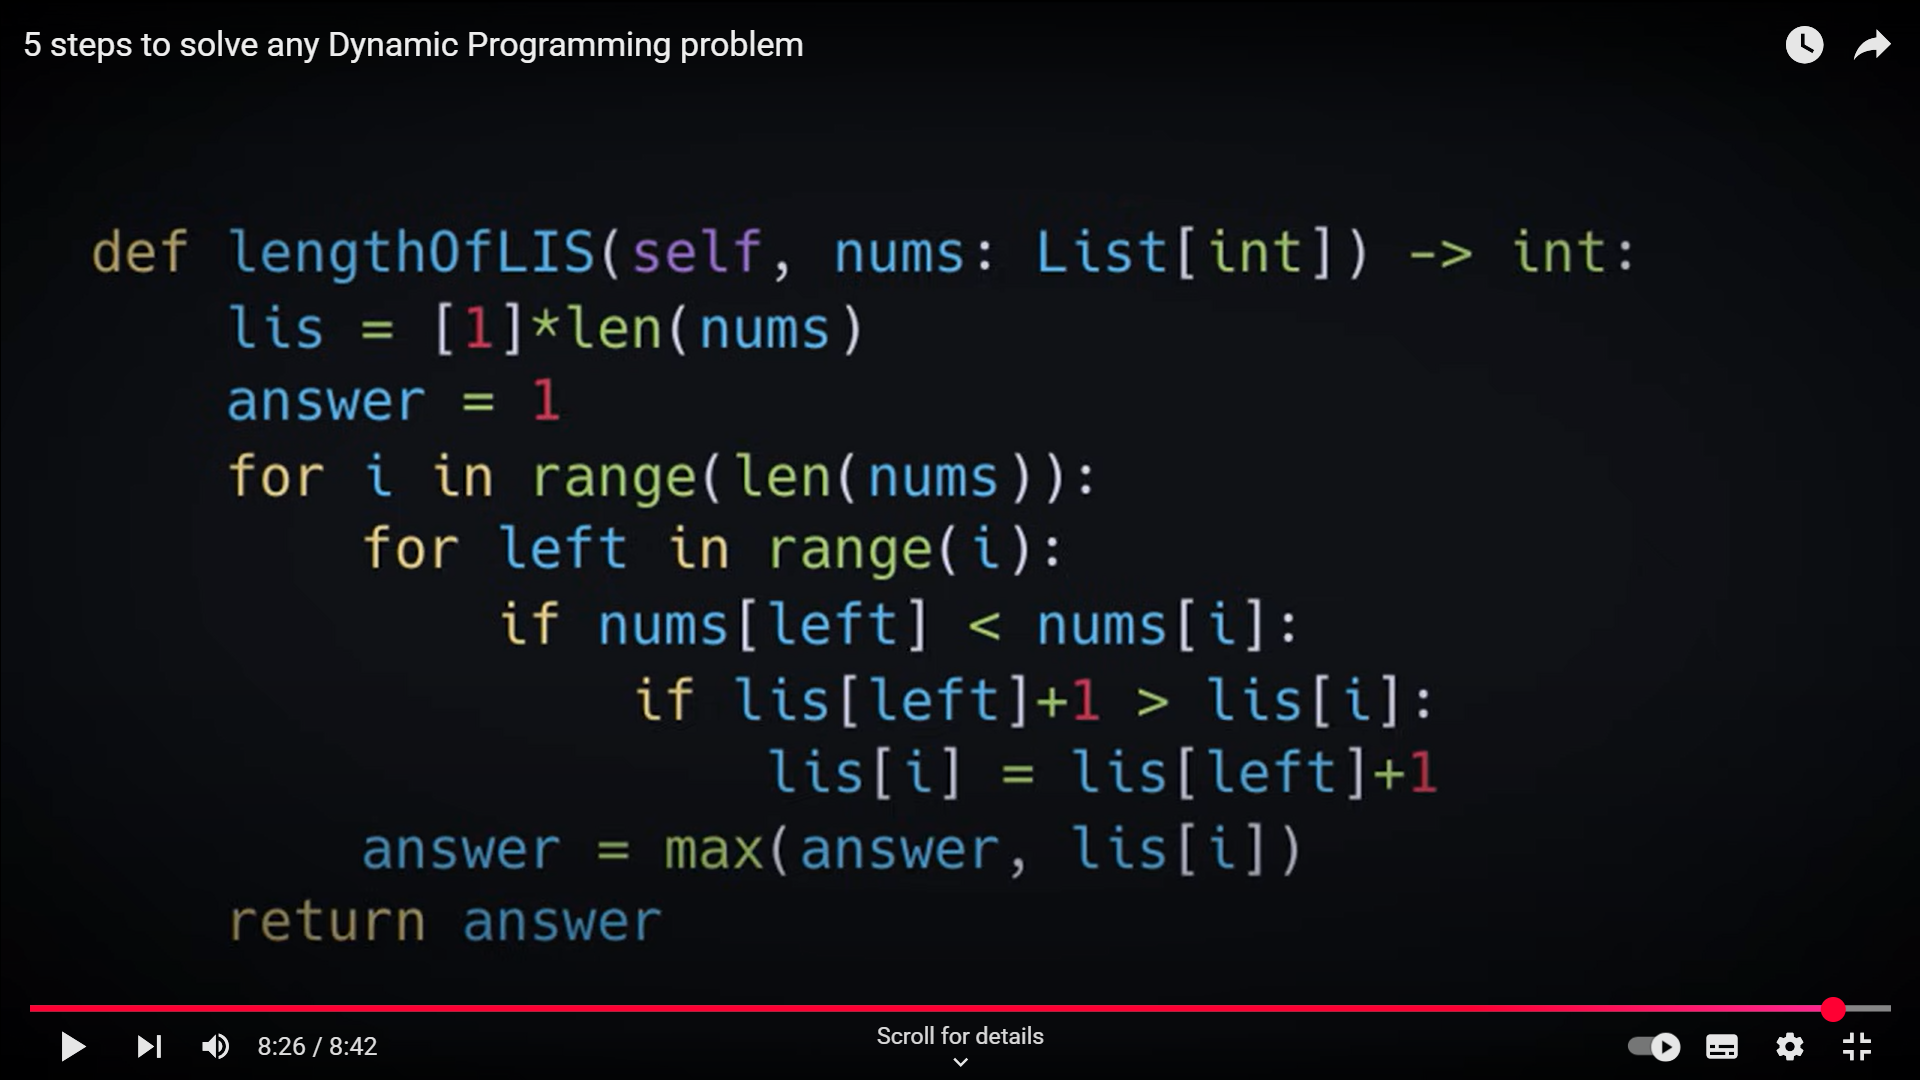 5 steps to solve any Dynamic Programming problem
def lengthOfLIS(self, nums: List[int]) -> int:
    lis = [1]*len(nums)
    answer = 1
    for i in range(len(nums)):
        for left in range(i):
            if nums[left] < nums[i]:
                if lis[left]+1 > lis[i]:
                    lis[i] = lis[left]+1
        answer = max(answer, lis[i])
    return answer
8:26 / 8:42
Scroll for details